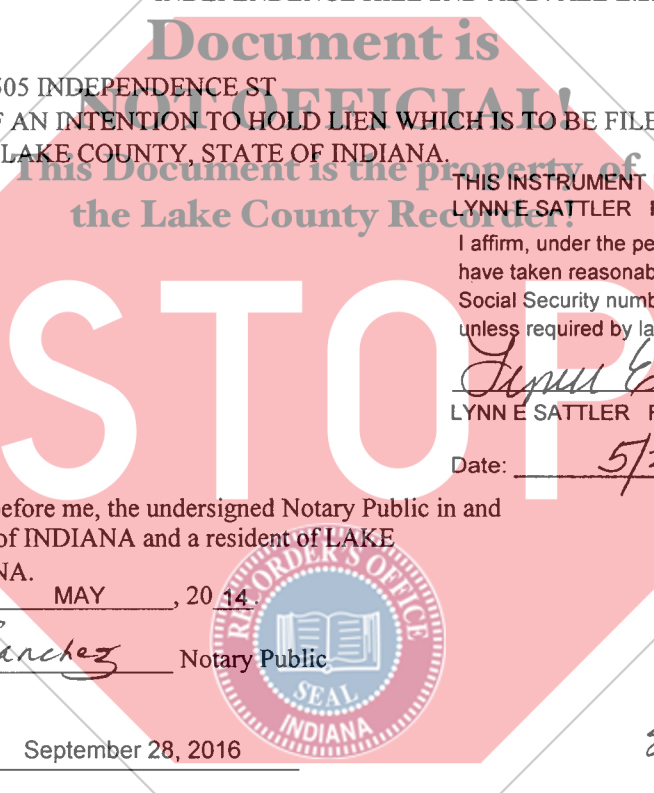 Document is
505 INDEPENDENCE ST
NOT OFFICIAL!
F AN INTENTION TO HOLD LIEN WHICH IS TO BE FILE
LAKE COUNTY, STATE OF INDIANA.
This Document is the property of
the Lake County Recorder!
THIS INSTRUMENT
LYNN E SATTLER
I affirm, under the pe
have taken reasonab
Social Security numb
unless required by la
STOP
LYNN E SATTLER
Date: 5/2
efore me, the undersigned Notary Public in and
of INDIANA and a resident of LAKE
NA.
MAY, 20 14.
anchez Notary Public
RECORDER'S OFFICE
SEAL
INDIANA
September 28, 2016